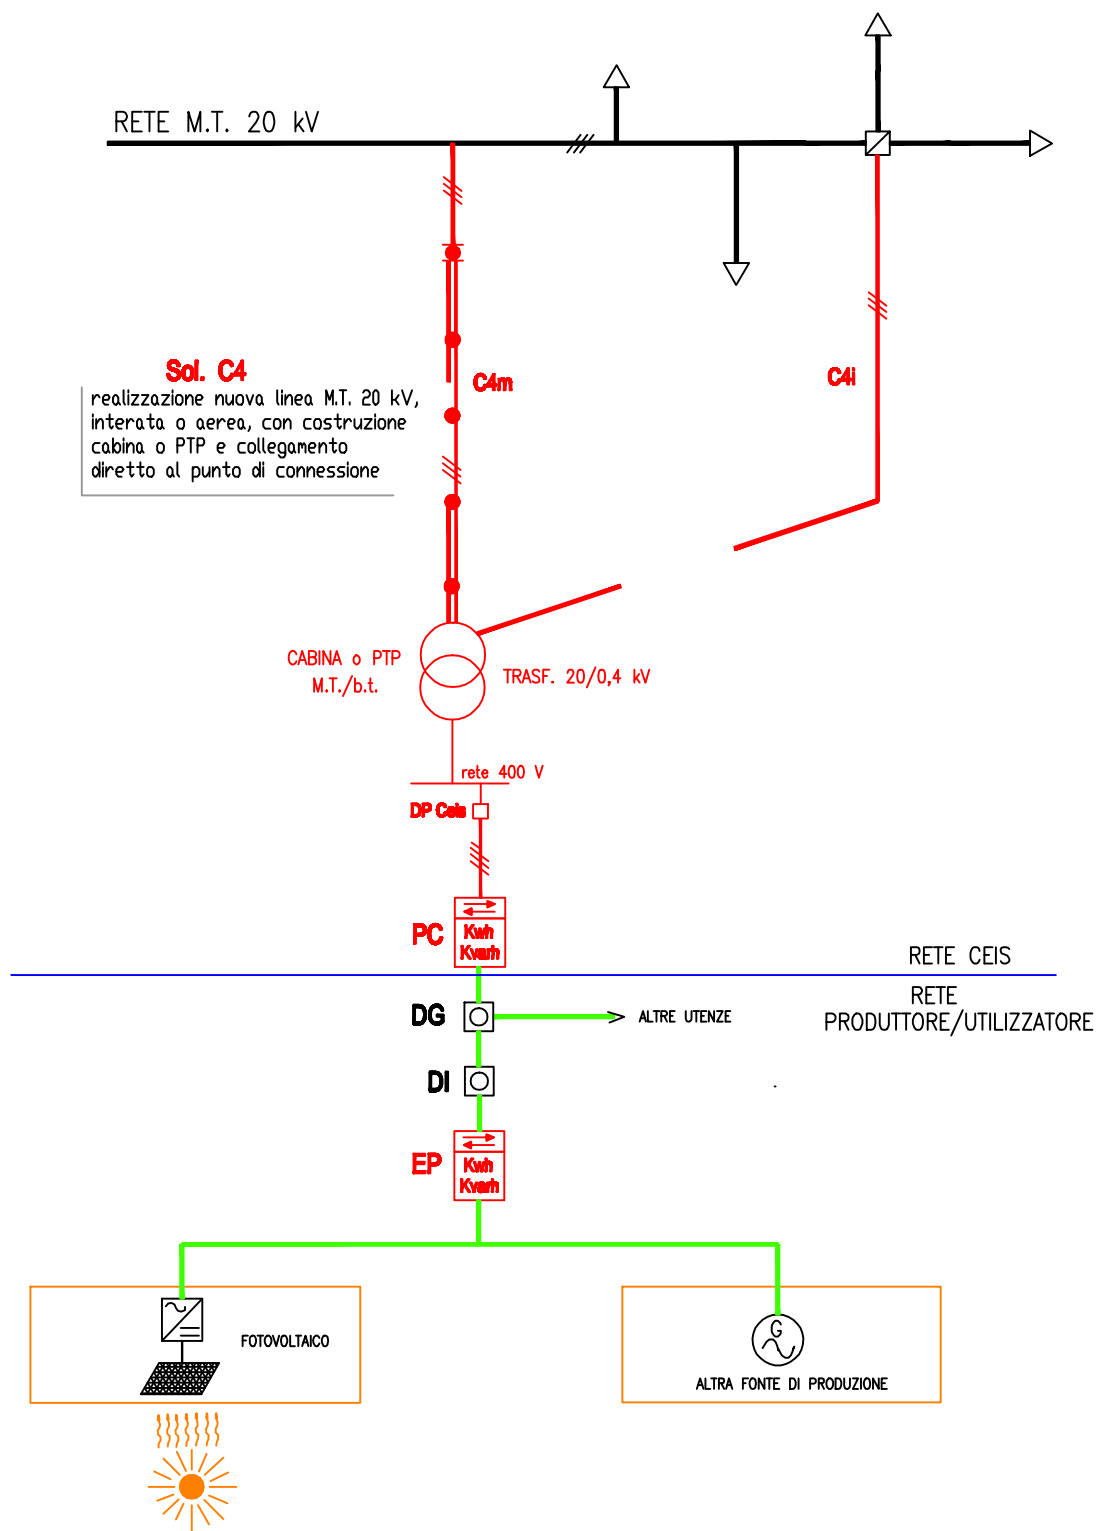 RETE M.T. 20 kV
Sol. C4
realizzazione nuova linea M.T. 20 kV,
interata o aerea, con costruzione
cabina o PTP e collegamento
diretto al punto di connessione
C4m
C4i
CABINA o PTP
M.T./b.t.
TRASF. 20/0,4 kV
rete 400 V
DP Ceis
PC
Kwh
Kvarh
RETE CEIS
RETE
PRODUTTORE/UTILIZZATORE
DG
ALTRE UTENZE
DI
EP
Kwh
Kvarh
FOTOVOLTAICO
G
ALTRA FONTE DI PRODUZIONE